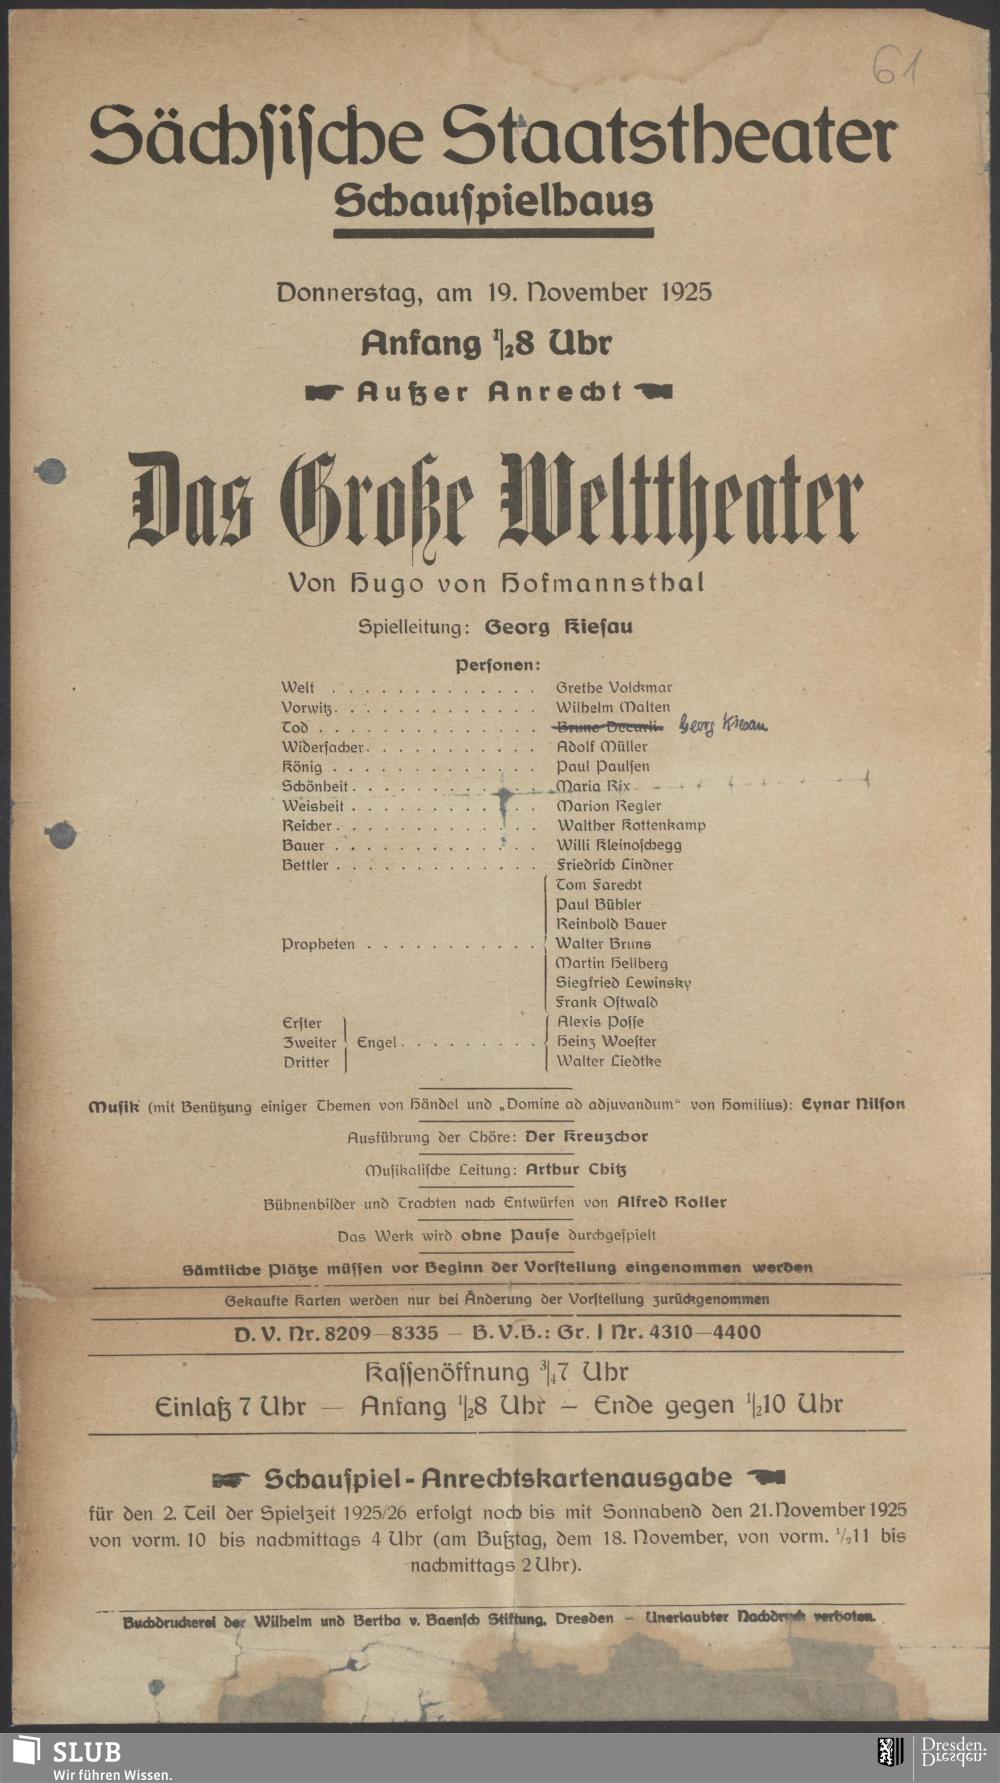 61
Sächsische Staatstheater
Schauspielhaus
Donnerstag, am 19. November 1925
Anfang 1/28 Uhr
Außer Anrecht
Das Große Welttheater
Von Hugo von Hofmannsthal
Spielleitung: Georg Kiesau
Personen:
Welt . . . . . . . . . . . . . Grethe Volckmar
Vorwitz. . . . . . . . . . . . . Wilhelm Malten
Tod . . . . . . . . . . . . . . Bruno Decarli Georg Kiesau
Widersacher. . . . . . . . . . . Adolf Müller
König . . . . . . . . . . . . . Paul Paulsen
Schönheit. . . . . . . . . . . . Maria Rix
Weisheit . . . . . . . . . . . . Marion Regler
Reicher. . . . . . . . . . . . . Walther Kottenkamp
Bauer . . . . . . . . . . . . . Willi Kleinoschegg
Bettler . . . . . . . . . . . . . Friedrich Lindner
Tom Farecht
Paul Bühler
Reinhold Bauer
Propheten . . . . . . . . . . . Walter Bruns
Martin Hellberg
Siegfried Lewinsky
Frank Ostwald
Erster Alexis Posse
Zweiter Engel. . . . . . . . . Heinz Woester
Dritter Walter Liedtke
Musik (mit Benützung einiger Themen von Händel und „Domine ad adjuvandum“ von Homilius): Eynar Nilson
Ausführung der Chöre: Der Kreuzchor
Musikalische Leitung: Arthur Chitz
Bühnenbilder und Trachten nach Entwürfen von Alfred Roller
Das Werk wird ohne Pause durchgespielt
Sämtliche Plätze müssen vor Beginn der Vorstellung eingenommen werden
Gekaufte Karten werden nur bei Änderung der Vorstellung zurückgenommen
D. V. Nr. 8209—8335 — B. V. B.: Gr. I Nr. 4310—4400
Kassenöffnung 3/47 Uhr
Einlaß 7 Uhr — Anfang 1/28 Uhr — Ende gegen 1/210 Uhr
Schauspiel-Anrechtskartenausgabe
für den 2. Teil der Spielzeit 1925/26 erfolgt noch bis mit Sonnabend den 21. November 1925
von vorm. 10 bis nachmittags 4 Uhr (am Bußtag, dem 18. November, von vorm. 1/211 bis
nachmittags 2 Uhr).
Buchdruckerei der Wilhelm und Bertha v. Baensch Stiftung, Dresden — Unerlaubter Nachdruck verboten.
SLUB
Wir führen Wissen.
Dresden.
Dresden.